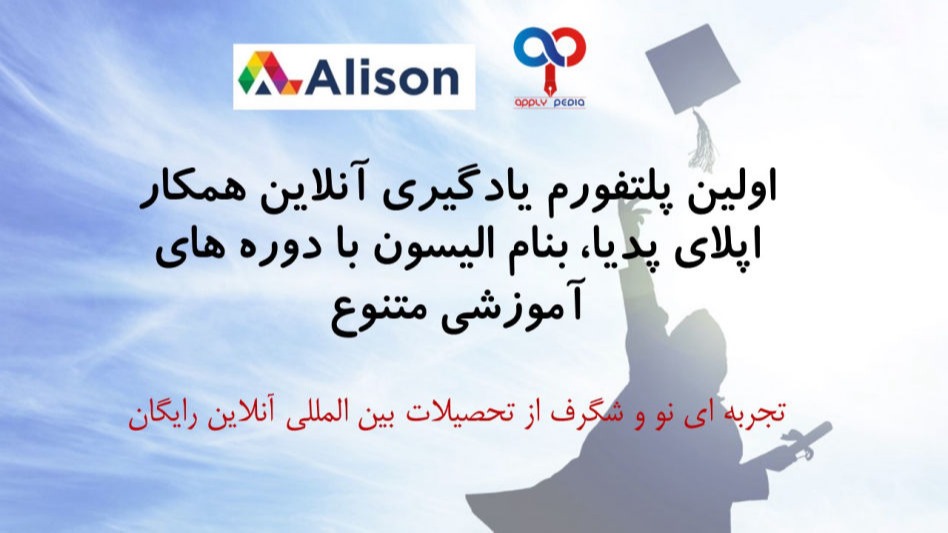 Alison
APPLY PEDIA
اولین پلتفورم یادگیری آنلاین همکار
اپلای پدیا، بنام الیسون با دوره های
آموزشی متنوع
تجربه ای نو و شگرف از تحصیلات بین المللی آنلاین رایگان